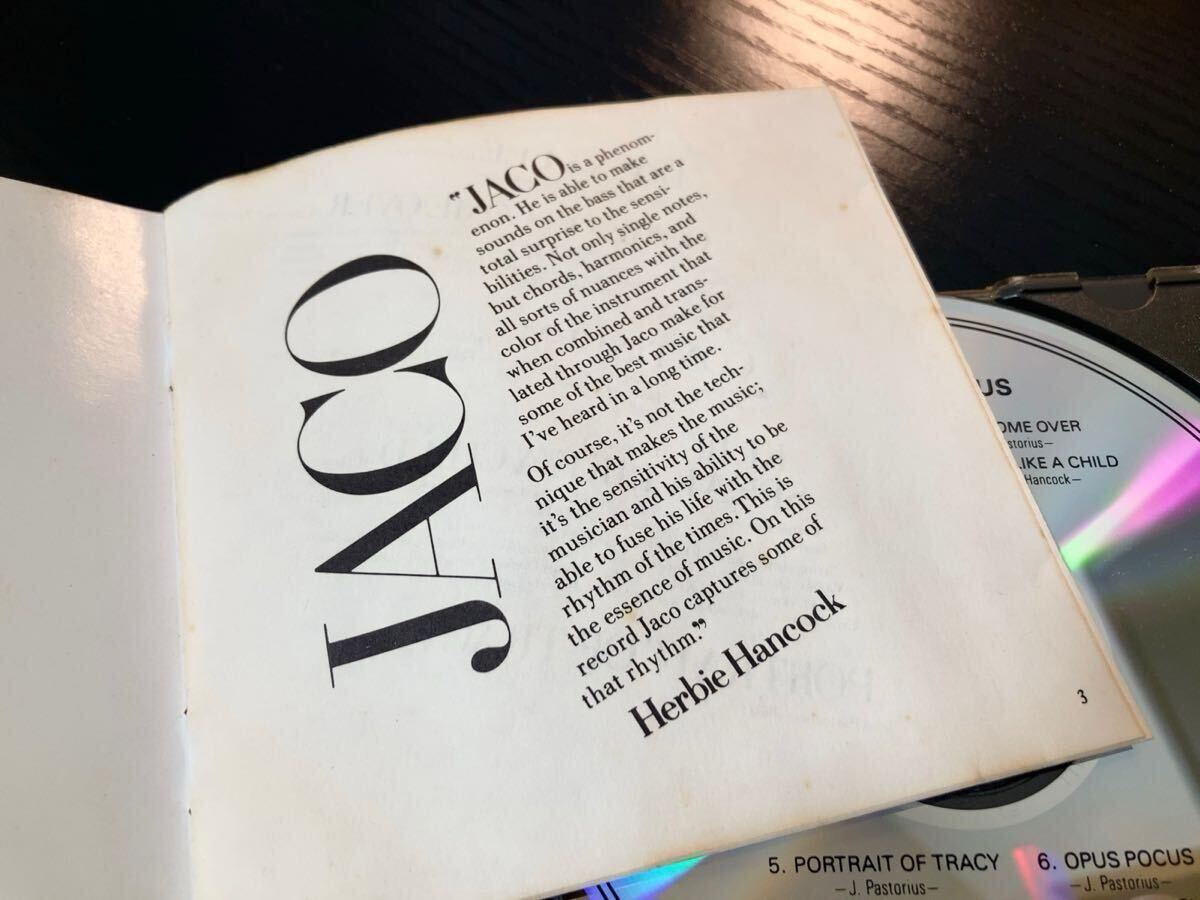 JACO
"JACO is a phenom-
enon. He is able to make
sounds on the bass that are a
total surprise to the sensi-
bilities. Not only single notes,
but chords, harmonics, and
all sorts of nuances with the
color of the instrument that
when combined and trans-
lated through Jaco make for
some of the best music that
I've heard in a long time.
Of course, it's not the tech-
nique that makes the music;
it's the sensitivity of the
musician and his ability to be
able to fuse his life with the
rhythm of the times. This is
the essence of music. On this
record Jaco captures some of
that rhythm."
Herbie Hancock
3
US
OME OVER
storius–
LIKE A CHILD
Hancock–
5. PORTRAIT OF TRACY
–J. Pastorius–
6. OPUS POCUS
–J. Pastorius–